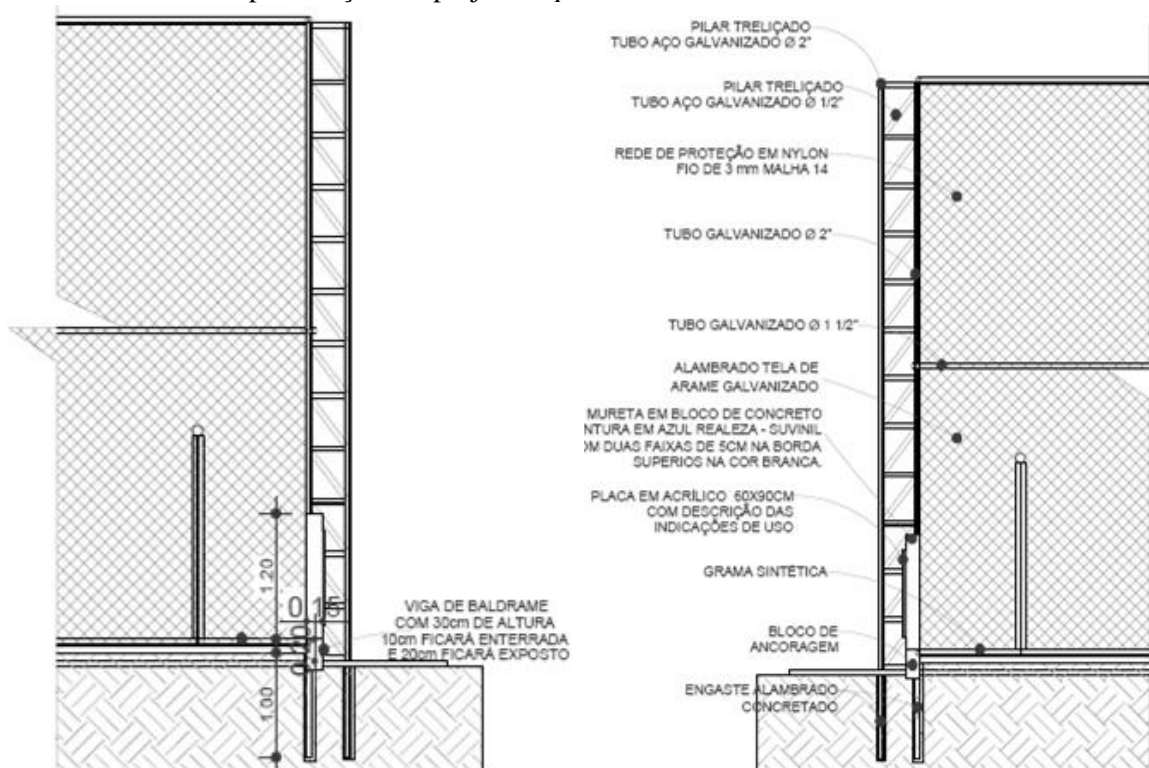 PILAR TRELIÇADO
TUBO AÇO GALVANIZADO Ø 2"
PILAR TRELIÇADO
TUBO AÇO GALVANIZADO Ø 1/2"
REDE DE PROTEÇÃO EM NYLON
FIO DE 3 mm MALHA 14
TUBO GALVANIZADO Ø 2"
TUBO GALVANIZADO Ø 1 1/2"
ALAMBRADO TELA DE
ARAME GALVANIZADO
MURETA EM BLOCO DE CONCRETO
NTURA EM AZUL REALEZA - SUVINIL
OM DUAS FAIXAS DE 5CM NA BORDA
SUPERIOS NA COR BRANCA.
PLACA EM ACRÍLICO 60X90CM
COM DESCRIÇÃO DAS
INDICAÇÕES DE USO
GRAMA SINTÉTICA
BLOCO DE
ANCORAGEM
ENGASTE ALAMBRADO
CONCRETADO
120
0,15
100
VIGA DE BALDRAME
COM 30cm DE ALTURA
10cm FICARÁ ENTERRADA
E 20cm FICARÁ EXPOSTO